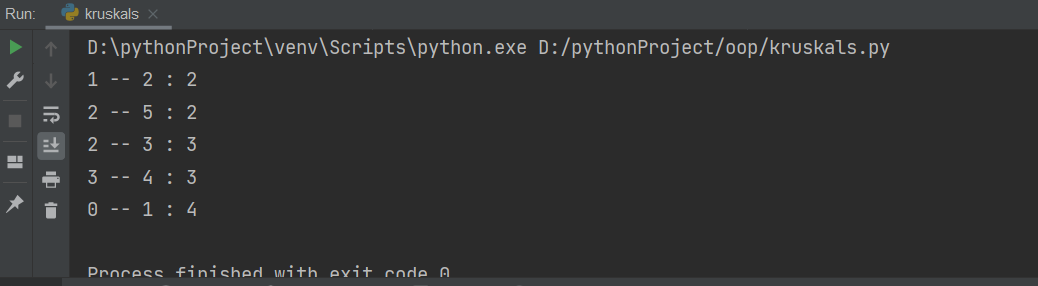 Run: kruskals
D:\pythonProject\venv\Scripts\python.exe D:/pythonProject/oop/kruskals.py
1 -- 2 : 2
2 -- 5 : 2
2 -- 3 : 3
3 -- 4 : 3
0 -- 1 : 4
Process finished with exit code 0